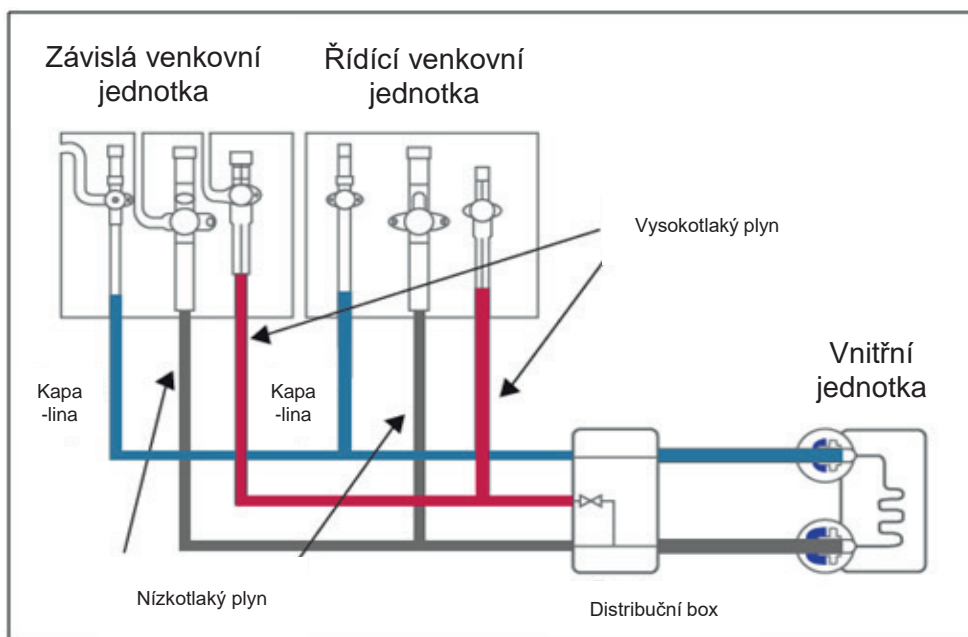 Závislá venkovní
jednotka
Řídící venkovní
jednotka
Vysokotlaký plyn
Vnitřní
jednotka
Kapa
-lina
Kapa
-lina
Nízkotlaký plyn
Distribuční box